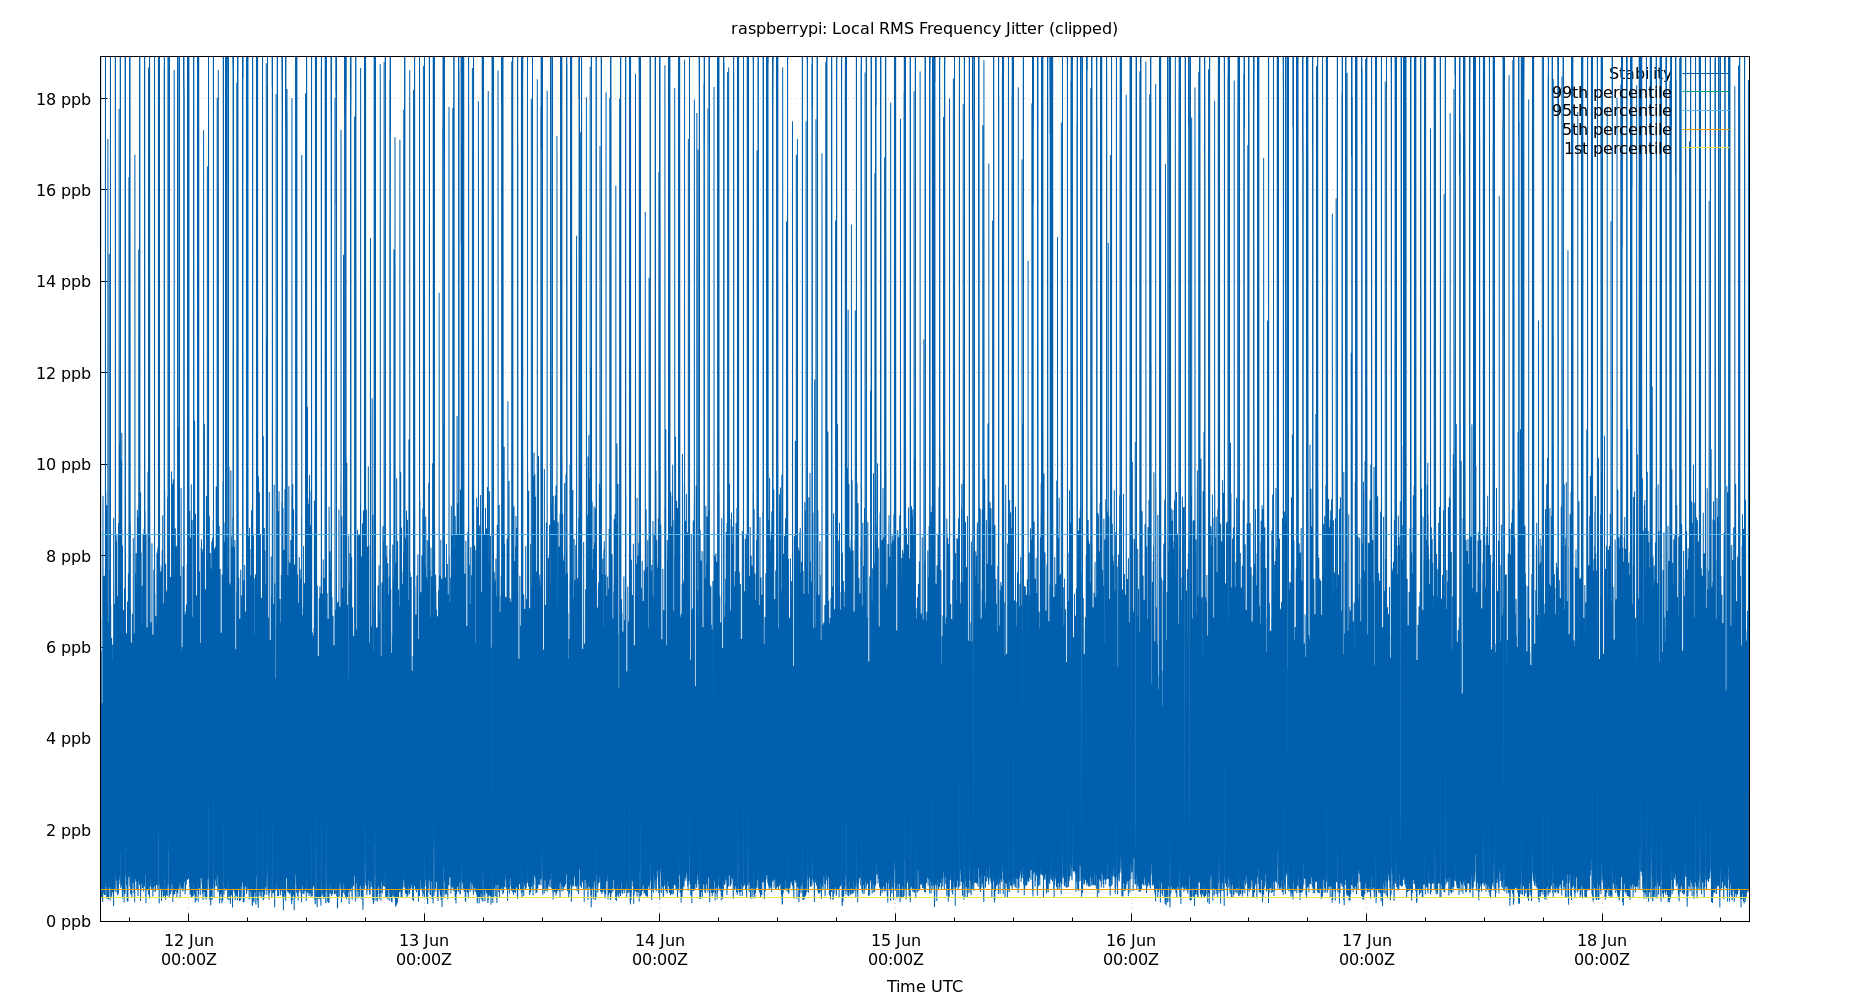 raspberrypi: Local RMS Frequency Jitter (clipped)
Stability
99th percentile
95th percentile
5th percentile
1st percentile
18 ppb
16 ppb
14 ppb
12 ppb
10 ppb
8 ppb
6 ppb
4 ppb
2 ppb
0 ppb
12 Jun 13 Jun 14 Jun 15 Jun 16 Jun 17 Jun 18 Jun
00:00Z 00:00Z 00:00Z 00:00Z 00:00Z 00:00Z 00:00Z
Time UTC